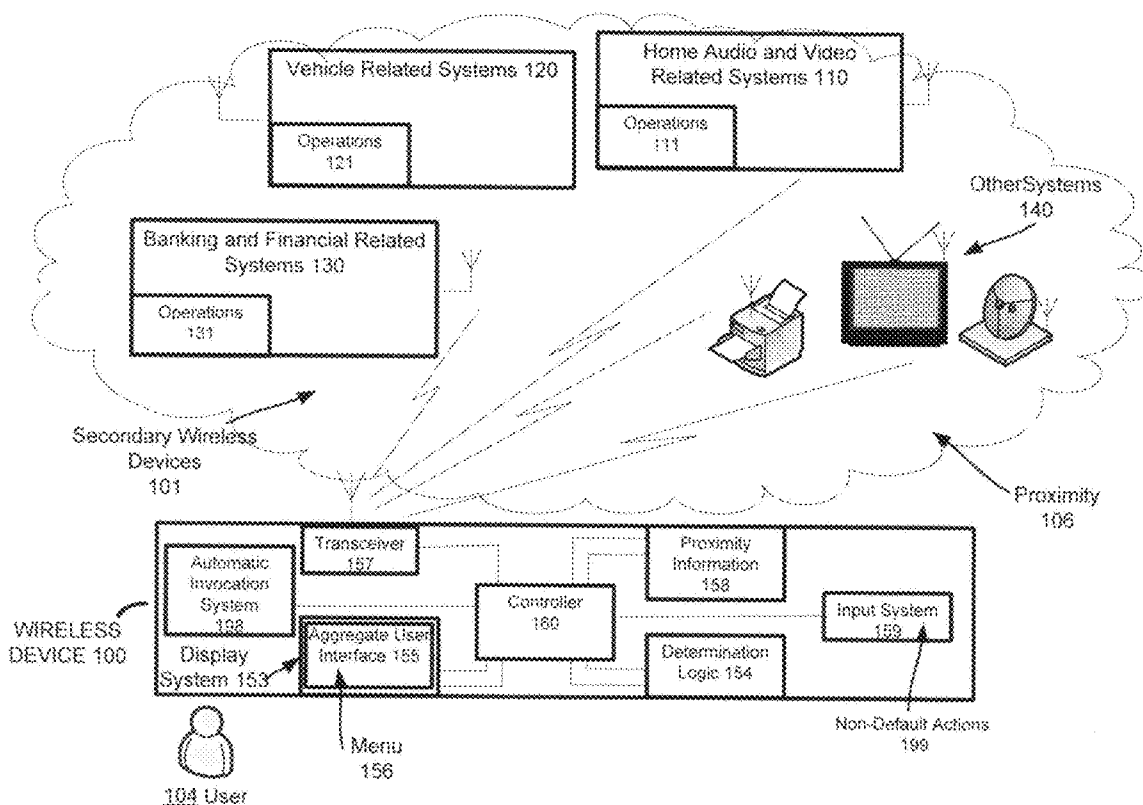 Vehicle Related Systems 120
Operations
121
Home Audio and Video
Related Systems 110
Operations
111
OtherSystems
140
Banking and Financial Related
Systems 130
Operations
131
Secondary Wireless
Devices
101
Proximity
106
Transceiver
157
Automatic
Invocation
System
198
Proximity
Information
158
Controller
160
Input System
159
WIRELESS
DEVICE 100
Display
System 153
Aggregate User
Interface 155
Determination
Logic 154
Non-Default Actions
199
Menu
156
104 User